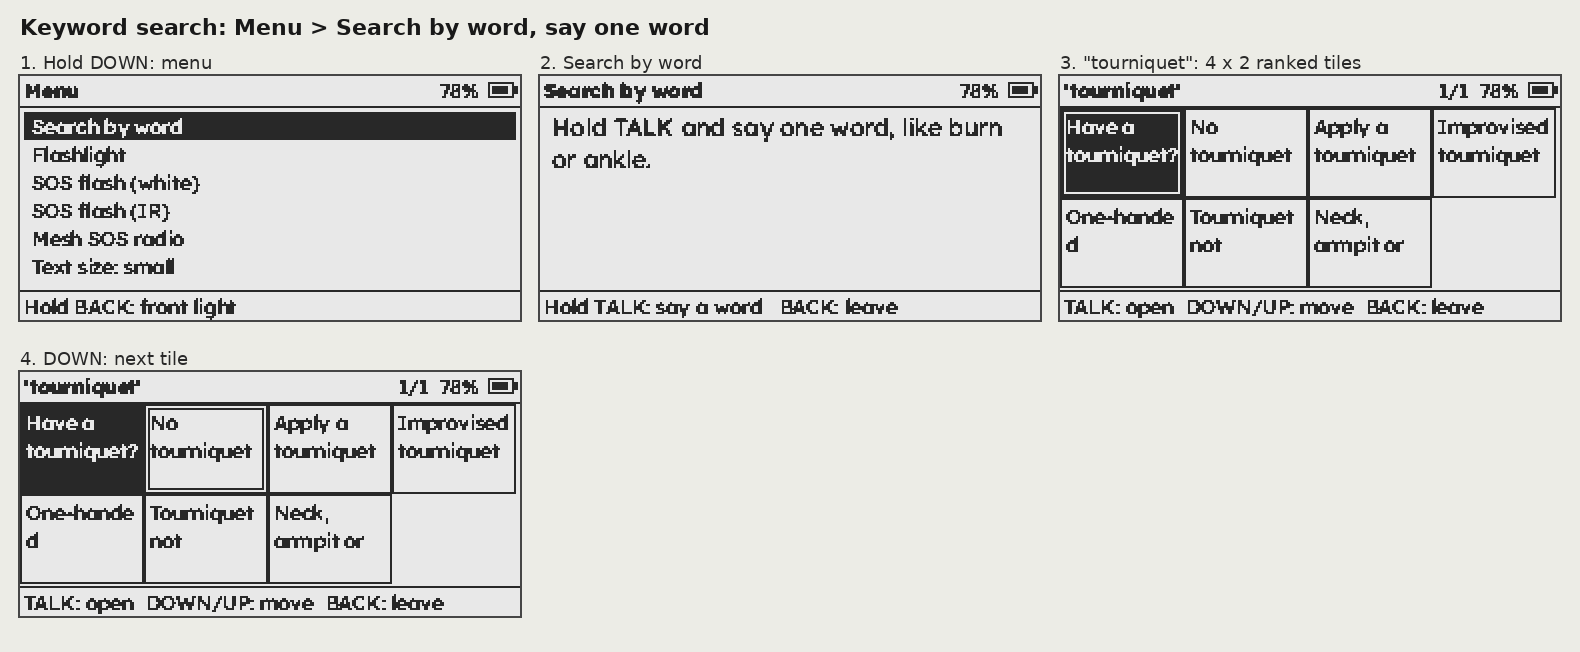 Keyword search: Menu > Search by word, say one word
1. Hold DOWN: menu
Menu 78%
Search by word
Flashlight
SOS flash (white)
SOS flash (IR)
Mesh SOS radio
Text size: small
Hold BACK: front light
2. Search by word
Search by word 78%
Hold TALK and say one word, like burn
or ankle.
Hold TALK: say a word BACK: leave
3. "tourniquet": 4 x 2 ranked tiles
"tourniquet" 1/1 78%
Have a
tourniquet?
No
tourniquet
Apply a
tourniquet
Improvised
tourniquet
One-hande
d
Tourniquet
not
Neck,
armpit or
TALK: open DOWN/UP: move BACK: leave
4. DOWN: next tile
"tourniquet" 1/1 78%
Have a
tourniquet?
No
tourniquet
Apply a
tourniquet
Improvised
tourniquet
One-hande
d
Tourniquet
not
Neck,
armpit or
TALK: open DOWN/UP: move BACK: leave